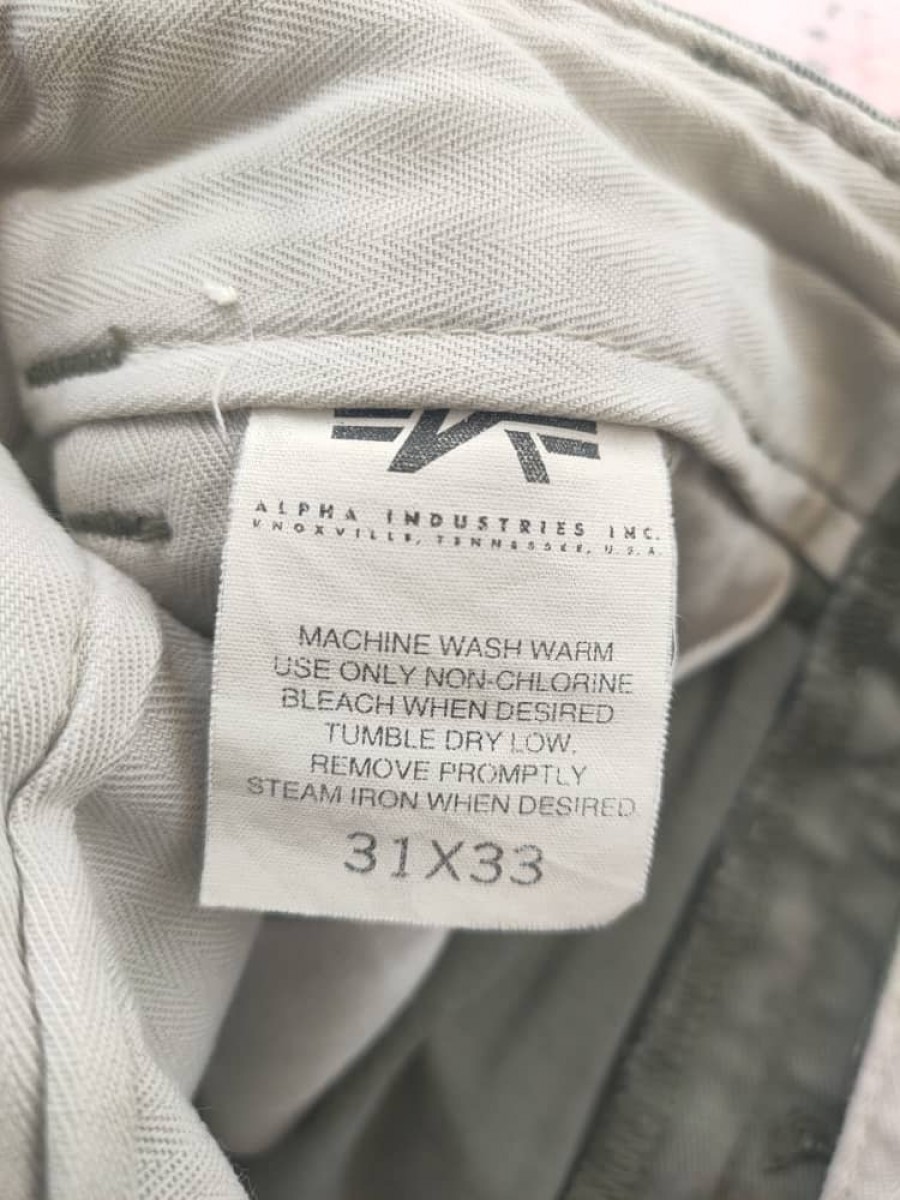 ALPHA INDUSTRIES INC.
KNOXVILLE, TENNESSEE, U.S.A.
MACHINE WASH WARM
USE ONLY NON-CHLORINE
BLEACH WHEN DESIRED
TUMBLE DRY LOW.
REMOVE PROMPTLY
STEAM IRON WHEN DESIRED
31X33